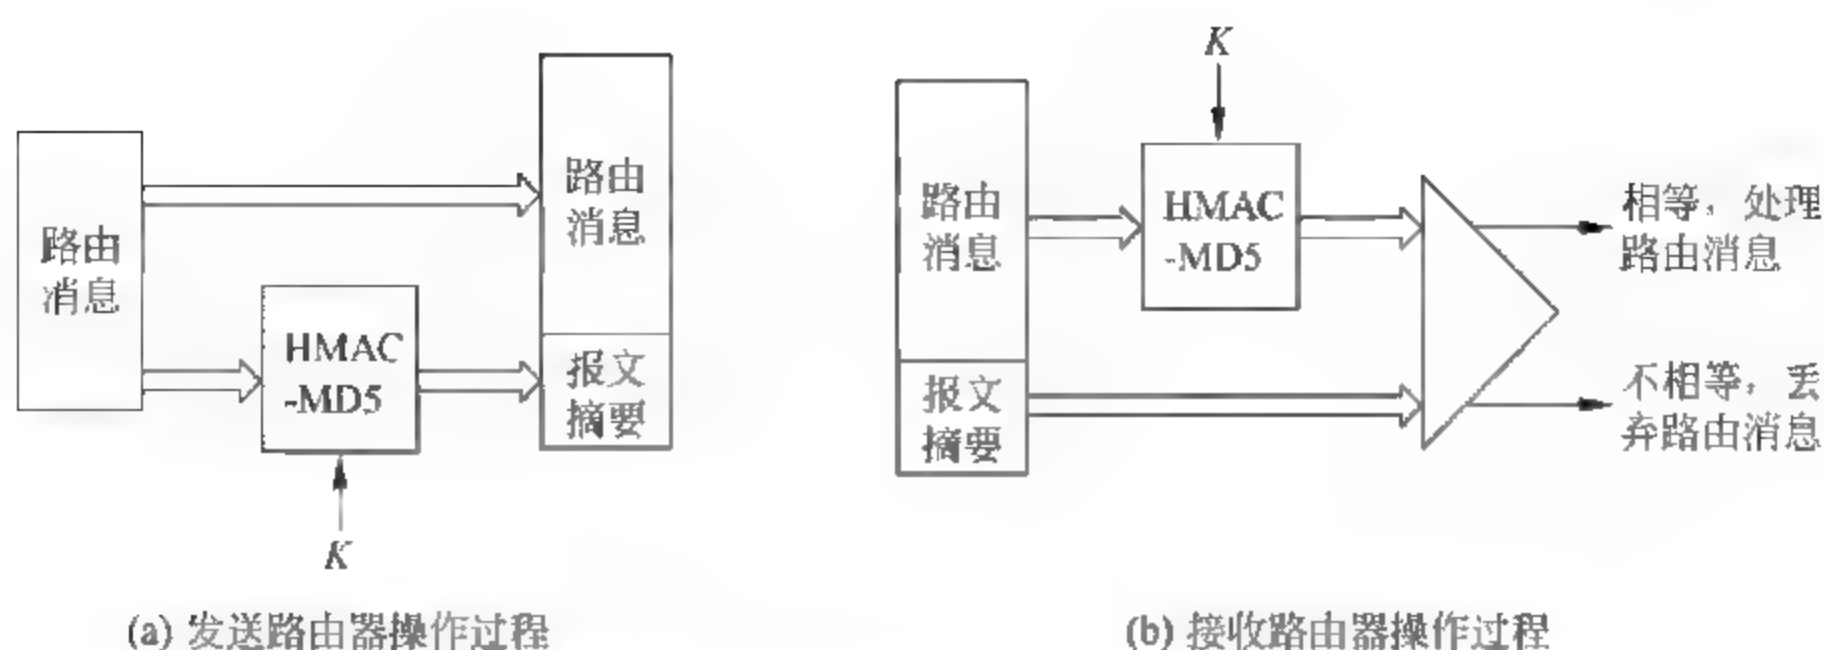 路由
消息
HMAC
-MD5
K
路由
消息
报文
摘要
(a) 发送路由器操作过程
K
路由
消息
报文
摘要
HMAC
-MD5
相等，处理
路由消息
不相等，丢
弃路由消息
(b) 接收路由器操作过程